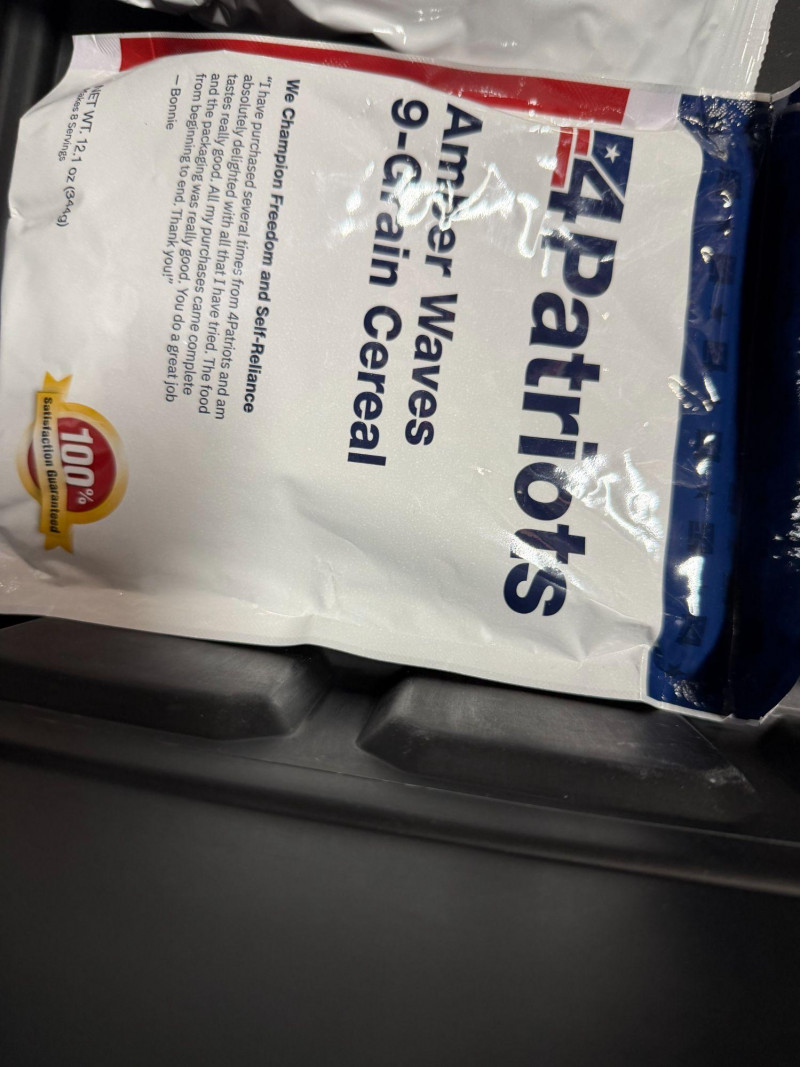 4Patriots
Amber Waves
9-Grain Cereal
We Champion Freedom and Self-Reliance
“I have purchased several times from 4Patriots and am
absolutely delighted with all that I have tried. The food
tastes really good. All my purchases came complete
and the packaging was really good. You do a great job
from beginning to end. Thank you!”
— Bonnie
NET WT. 12.1 oz (344g)
Makes 8 Servings
100%
Satisfaction Guaranteed